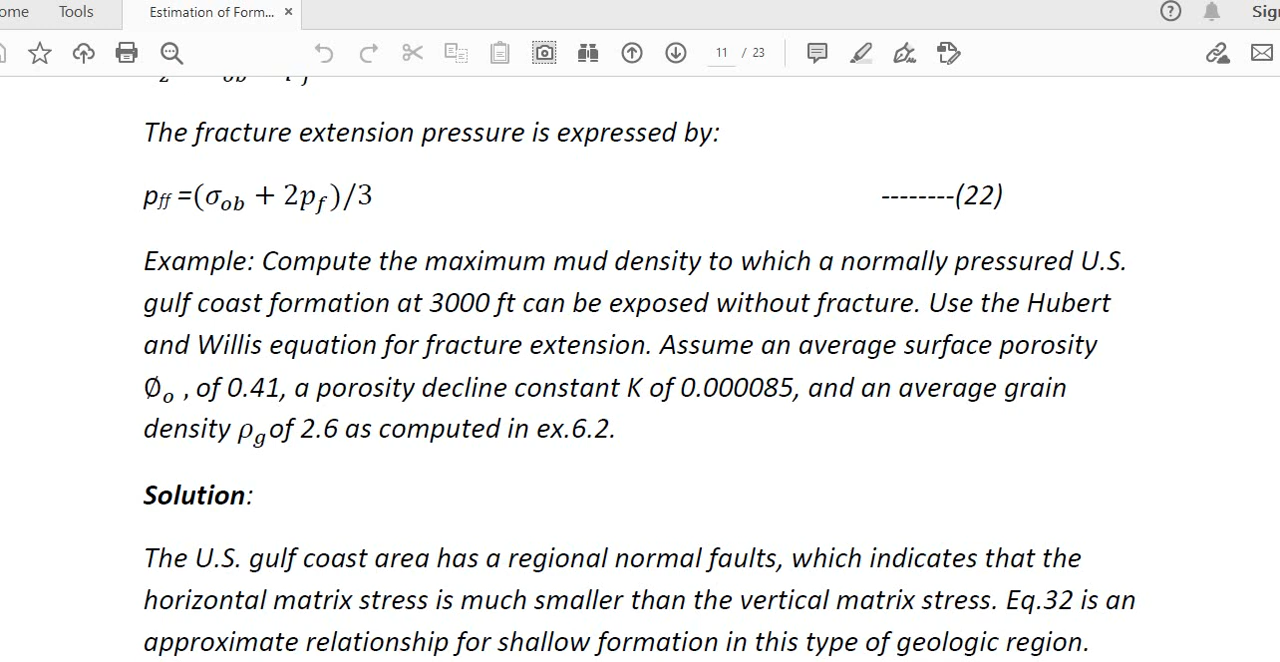 ome Tools Estimation of Form... × Sig
11 / 23
The fracture extension pressure is expressed by:
pff =(σob + 2pf)/3 --------(22)
Example: Compute the maximum mud density to which a normally pressured U.S.
gulf coast formation at 3000 ft can be exposed without fracture. Use the Hubert
and Willis equation for fracture extension. Assume an average surface porosity
∅o , of 0.41, a porosity decline constant K of 0.000085, and an average grain
density ρg of 2.6 as computed in ex.6.2.
Solution:
The U.S. gulf coast area has a regional normal faults, which indicates that the
horizontal matrix stress is much smaller than the vertical matrix stress. Eq.32 is an
approximate relationship for shallow formation in this type of geologic region.